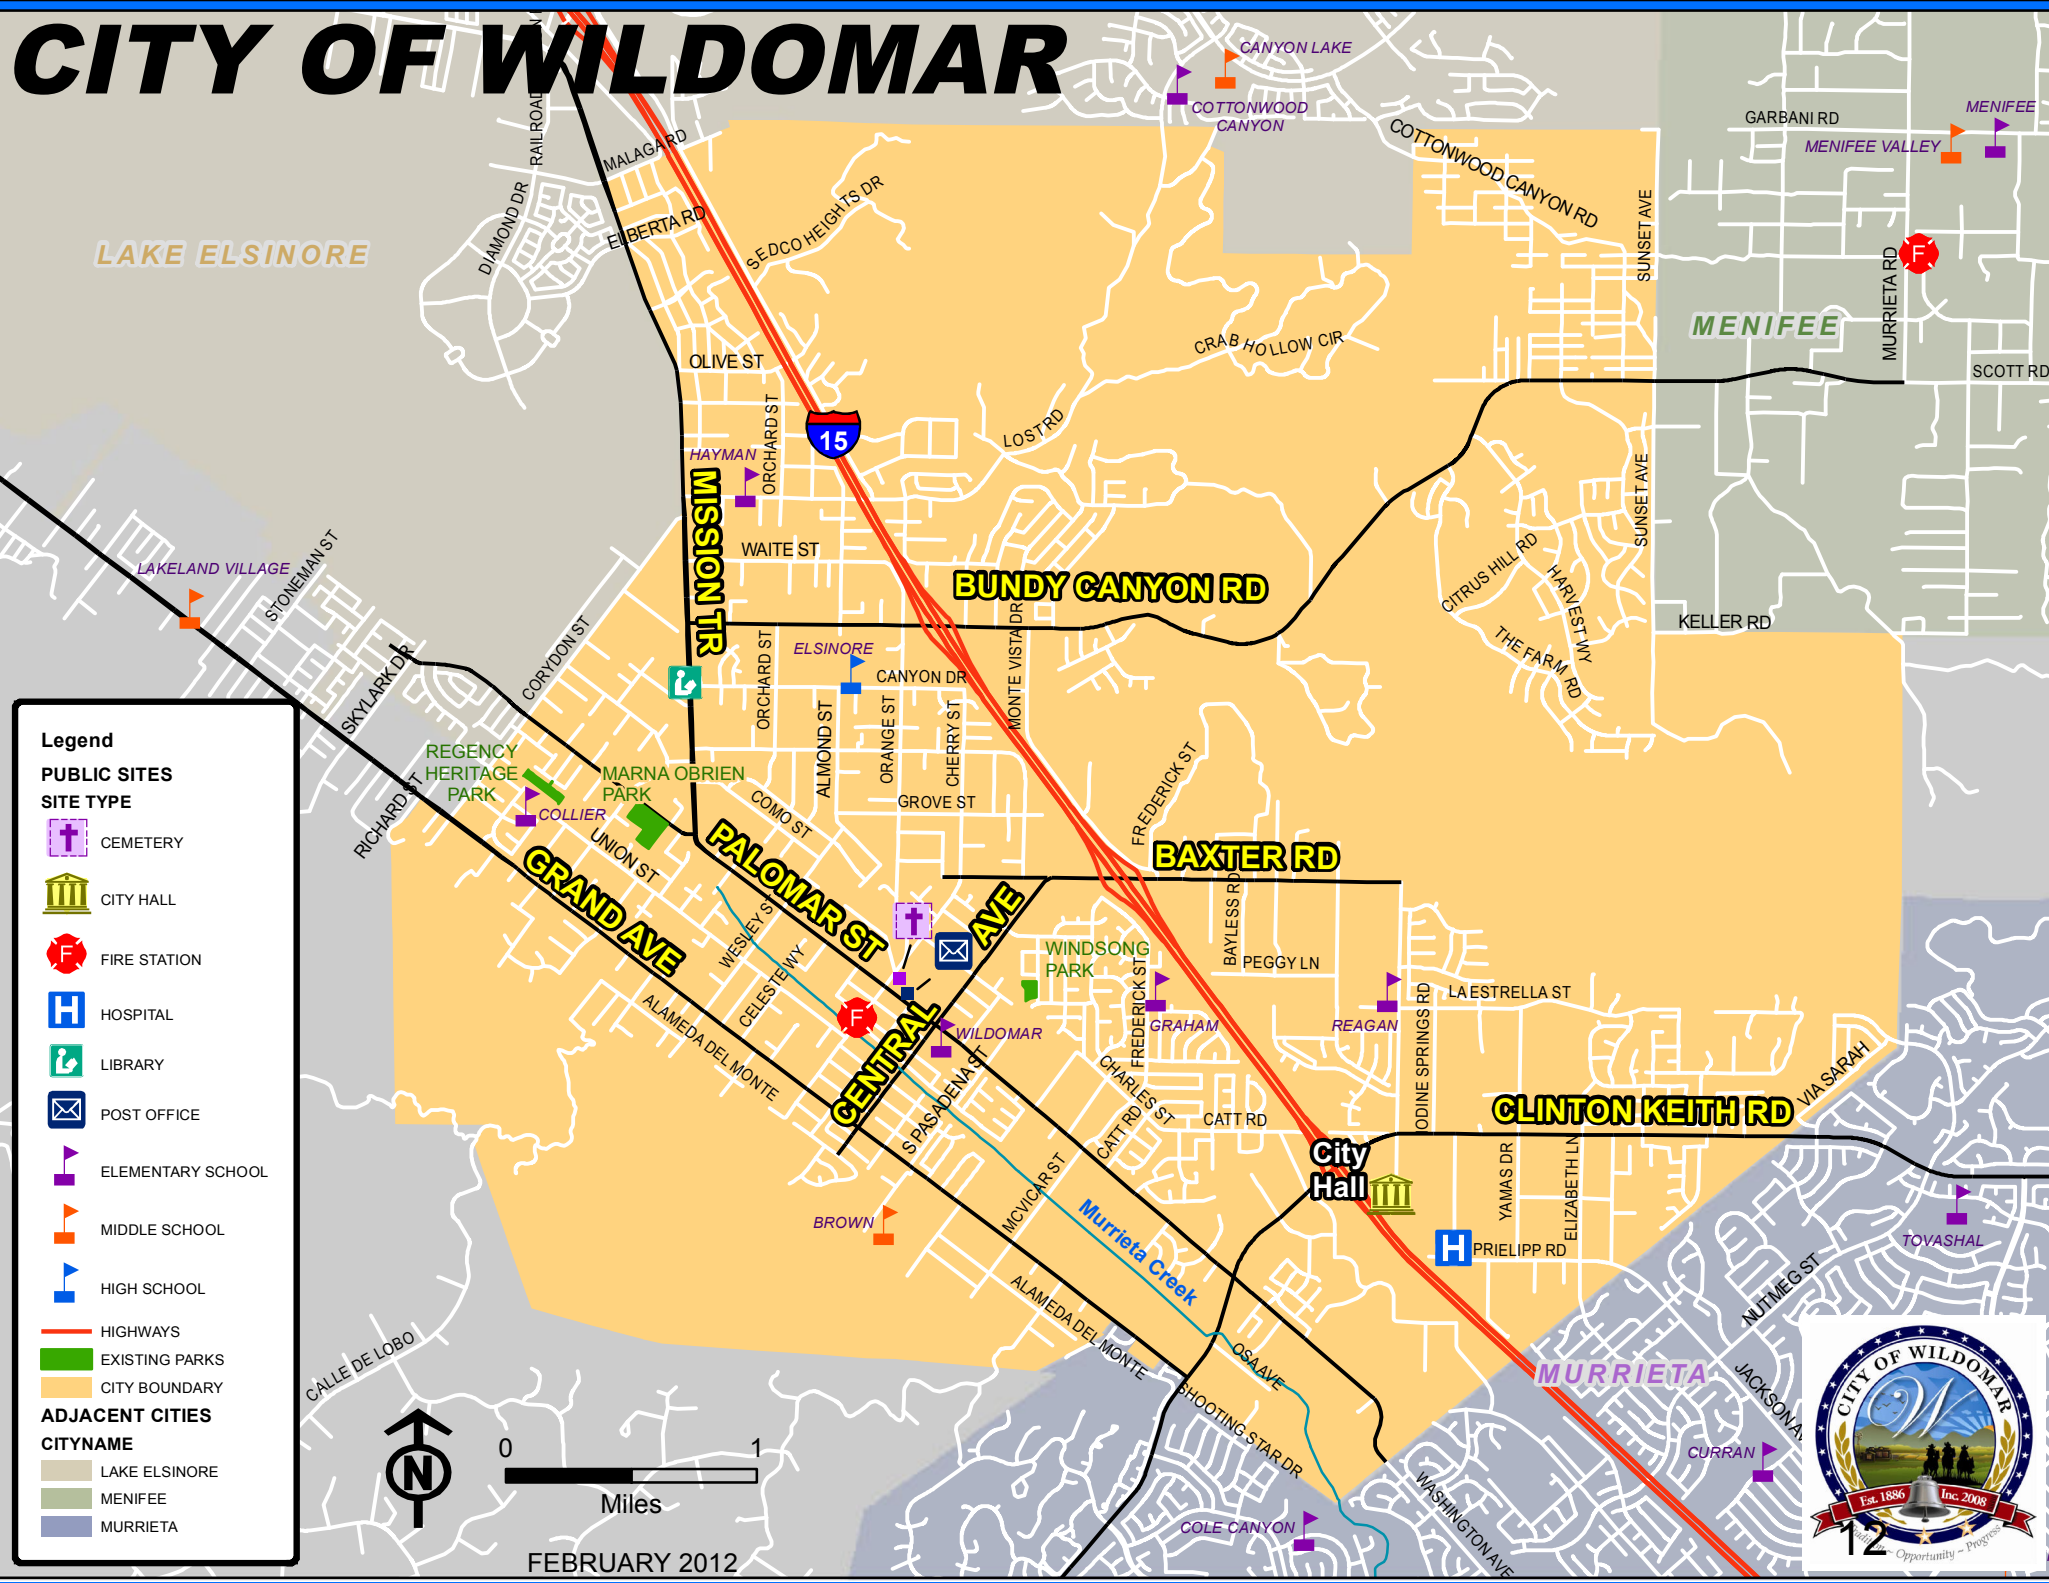 CITY OF WILDOMAR
CANYON LAKE
COTTONWOOD
CANYON
RAILROAD
MALAGA RD
COTTONWOOD CANYON RD
GARBANI RD
MENIFEE
MENIFEE VALLEY
DIAMOND DR
ELBERTA RD
SEDCO HEIGHTS DR
SUNSET AVE
MURRIETA RD
F
LAKE ELSINORE
MENIFEE
OLIVE ST
CRAB HOLLOW CIR
SCOTT RD
ORCHARD ST
15
LOST RD
HAYMAN
MISSION TR
SUNSET AVE
WAITE ST
BUNDY CANYON RD
CITRUS HILL RD
HARVEST WY
LAKELAND VILLAGE
STONEMAN ST
KELLER RD
THE FARM RD
CORYDON ST
SKYLARK DR
ORCHARD ST
ELSINORE
CANYON DR
MONTE VISTA DR
ALMOND ST
ORANGE ST
CHERRY ST
REGENCY
HERITAGE
PARK
MARNA OBRIEN
PARK
COLLIER
RICHARD ST
UNION ST
COMO ST
GROVE ST
FREDERICK ST
GRAND AVE
PALOMAR ST
BAXTER RD
CENTRAL AVE
BAYLESS RD
PEGGY LN
WESLEY ST
CELESTE WY
WINDSONG
PARK
FREDERICK ST
GRAHAM
REAGAN
LA ESTRELLA ST
IODINE SPRINGS RD
ALAMEDA DEL MONTE
F
WILDOMAR
S PASADENA ST
CHARLES ST
CATT RD
CATT RD
VIA SARAH
CLINTON KEITH RD
City
Hall
YAMAS DR
ELIZABETH LN
MCVICAR ST
BROWN
Murrieta Creek
H
PRIELIPP RD
TOVASHAL
NUTMEG ST
ALAMEDA DEL MONTE
OSA AVE
SHOOTING STAR DR
MURRIETA
JACKSON AV
CURRAN
CALLE DE LOBO
COLE CANYON
WASHINGTON AVE
Legend
PUBLIC SITES
SITE TYPE
CEMETERY
CITY HALL
F FIRE STATION
H HOSPITAL
LIBRARY
POST OFFICE
ELEMENTARY SCHOOL
MIDDLE SCHOOL
HIGH SCHOOL
HIGHWAYS
EXISTING PARKS
CITY BOUNDARY
ADJACENT CITIES
CITYNAME
LAKE ELSINORE
MENIFEE
MURRIETA
N
0 1
Miles
FEBRUARY 2012
CITY OF WILDOMAR
W
Est. 1886 Inc. 2008
Opportunity ~
12